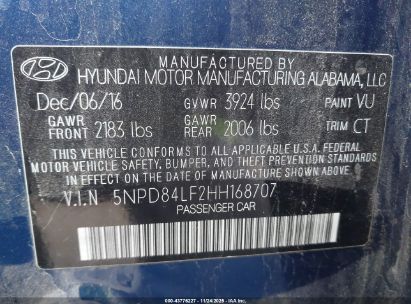 MANUFACTURED BY
HYUNDAI MOTOR MANUFACTURING ALABAMA, LLC
Dec/06/16 GVWR 3924 lbs PAINT VU
GAWR FRONT 2183 lbs GAWR REAR 2006 lbs TRIM CT
THIS VEHICLE CONFORMS TO ALL APPLICABLE U.S.A. FEDERAL
MOTOR VEHICLE SAFETY, BUMPER, AND THEFT PREVENTION
STANDARDS IN EFFECT ON THE DATE OF MANUFACTURE SHOWN ABOVE.
V.I.N 5NPD84LF2HH168707
PASSENGER CAR